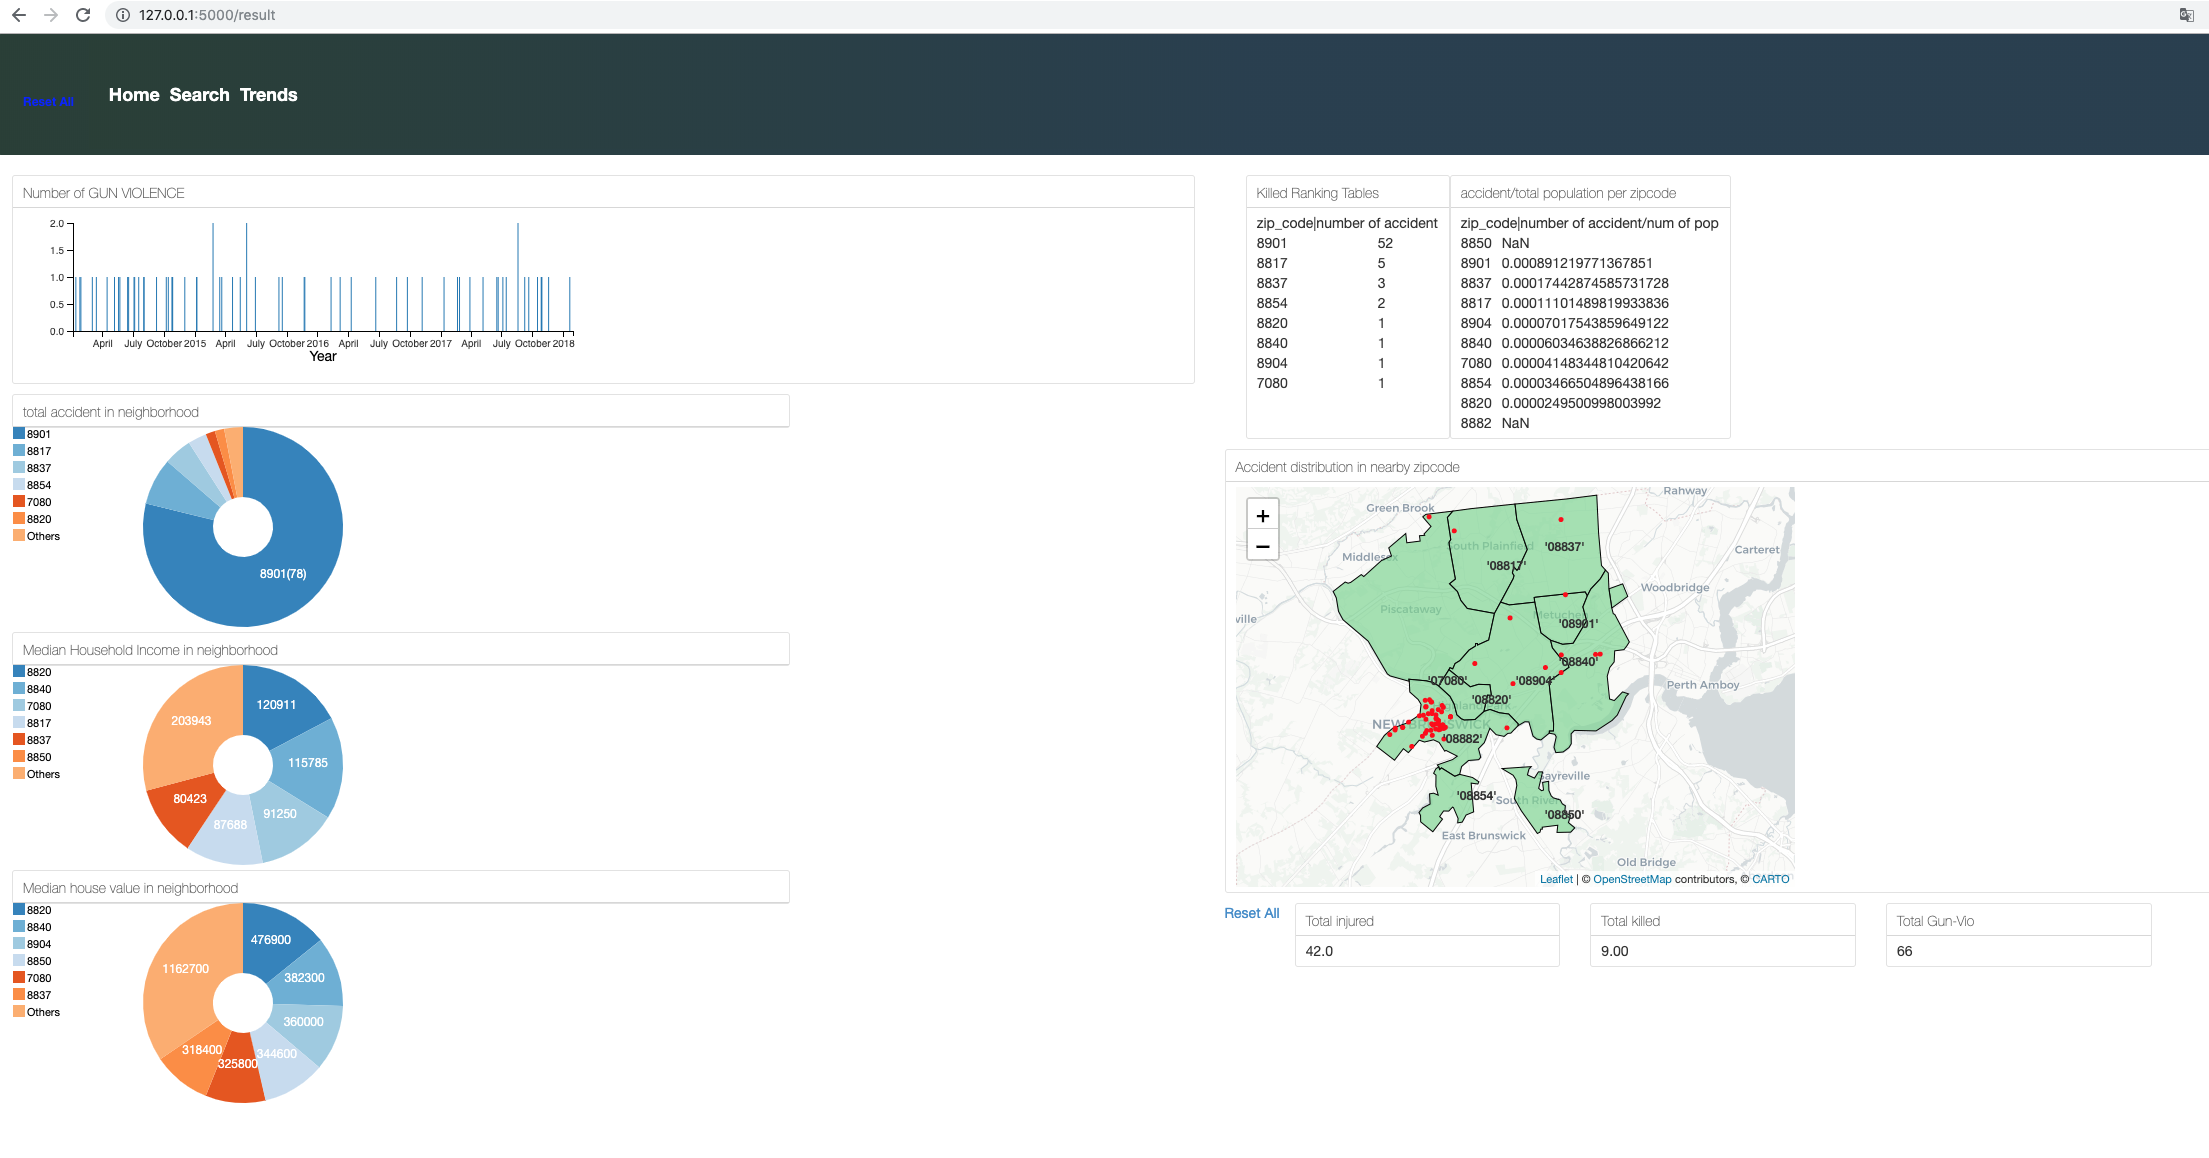 127.0.0.1:5000/result
Reset All
Home Search Trends
Number of GUN VIOLENCE
2.0
1.5
1.0
0.5
0.0
April July October 2015 April July October 2016 April July October 2017 April July October 2018
Year
total accident in neighborhood
8901
8817
8837
8854
7080
8820
Others
8901(78)
Median Household Income in neighborhood
8820
8840
7080
8817
8837
8850
Others
203943
120911
115785
91250
87688
80423
Median house value in neighborhood
8820
8840
8904
8850
7080
8837
Others
1162700
476900
382300
360000
344600
325800
318400
Killed Ranking Tables
zip_code|number of accident
8901 52
8817 5
8837 3
8854 2
8820 1
8840 1
8904 1
7080 1
accident/total population per zipcode
zip_code|number of accident/num of pop
8850 NaN
8901 0.000891219771367851
8837 0.00017442874585731728
8817 0.00011101489819933836
8904 0.00007017543859649122
8840 0.00006034638826866212
7080 0.00004148344810420642
8854 0.00003466504896438166
8820 0.0000249500998003992
8882 NaN
Accident distribution in nearby zipcode
+
−
Rahway
Green Brook
South Plainfield
'08837'
Carteret
Middlesex
'08817'
Woodbridge
Piscataway
Metuchen
ville
'08901'
'08840'
'07080'
'08904'
Perth Amboy
'08820'
NEW BRUNSWICK
'08882'
Sayreville
'08854'
South River
'08850'
East Brunswick
Old Bridge
Leaflet | © OpenStreetMap contributors, © CARTO
Reset All
Total injured
42.0
Total killed
9.00
Total Gun-Vio
66